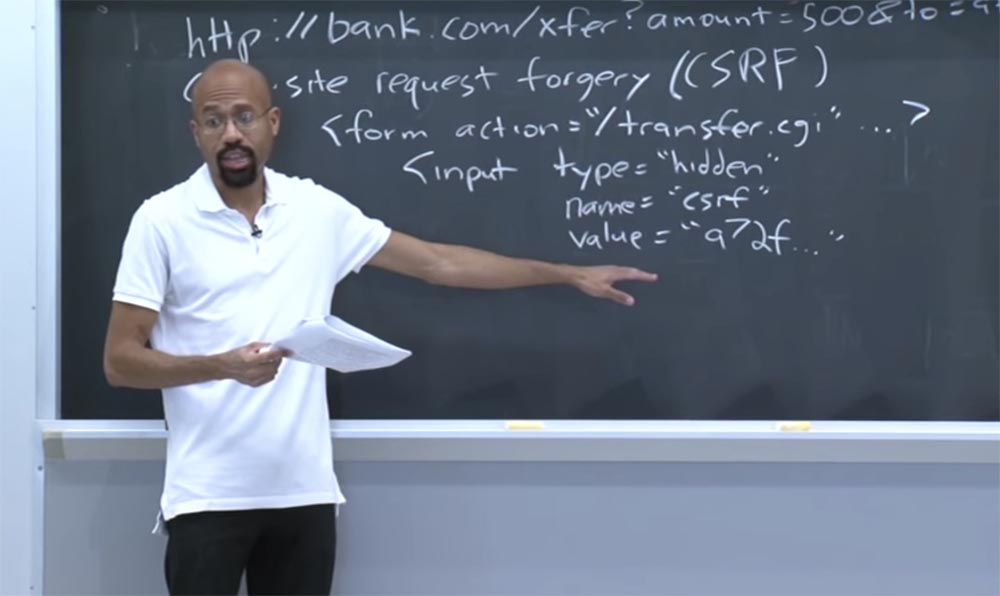 http://bank.com/xfer?amount=500&to=
site request forgery (CSRF)
<form action="/transfer.cgi" ... >
<input type="hidden"
name="csrf"
value="a72f..."